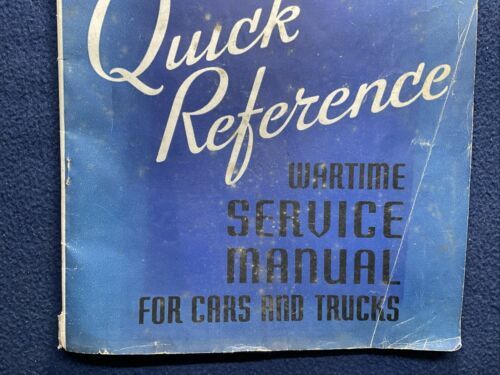 Quick
Reference
WARTIME
SERVICE
MANUAL
FOR CARS AND TRUCKS